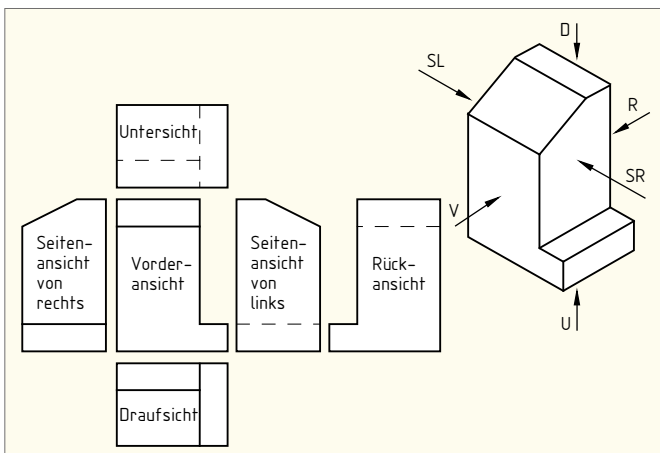 D
SL
R
SR
V
U
Untersicht
Seiten-
ansicht
von
rechts
Vorder-
ansicht
Seiten-
ansicht
von
links
Rück-
ansicht
Draufsicht